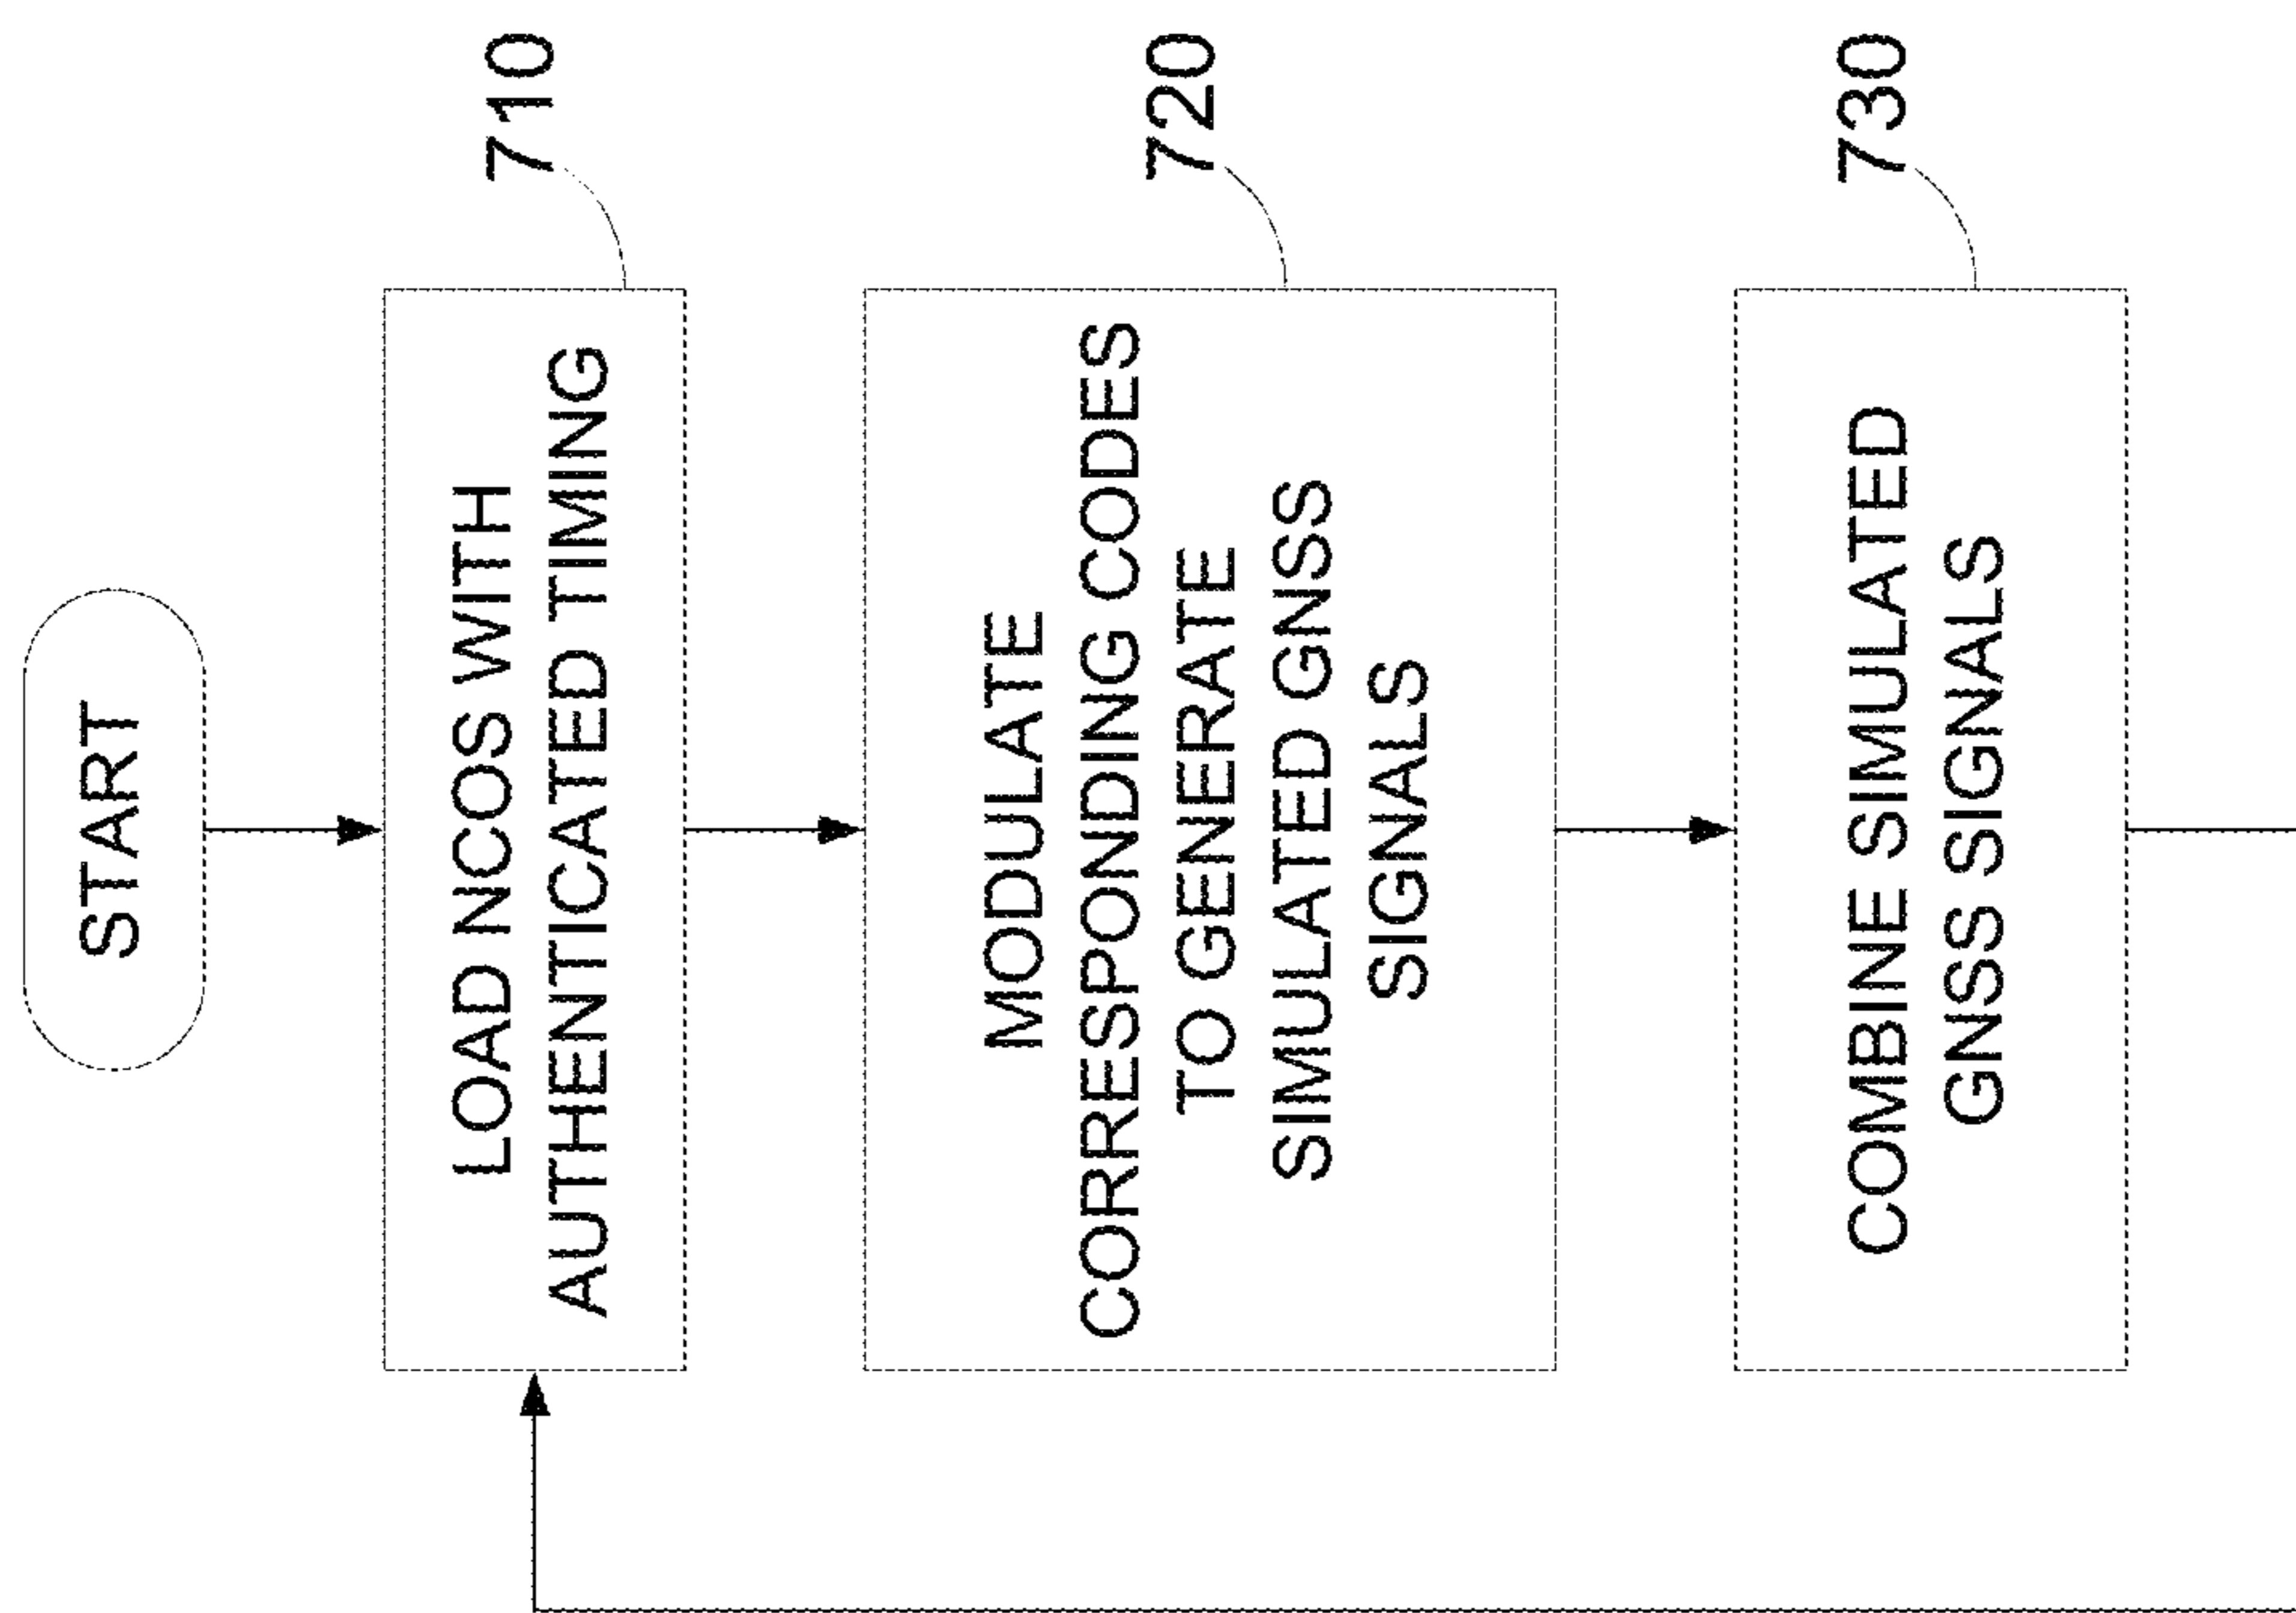 START
LOAD NCOS WITH
AUTHENTICATED TIMING
710
MODULATE
CORRESPONDING CODES
TO GENERATE
SIMULATED GNSS
SIGNALS
720
COMBINE SIMULATED
GNSS SIGNALS
730